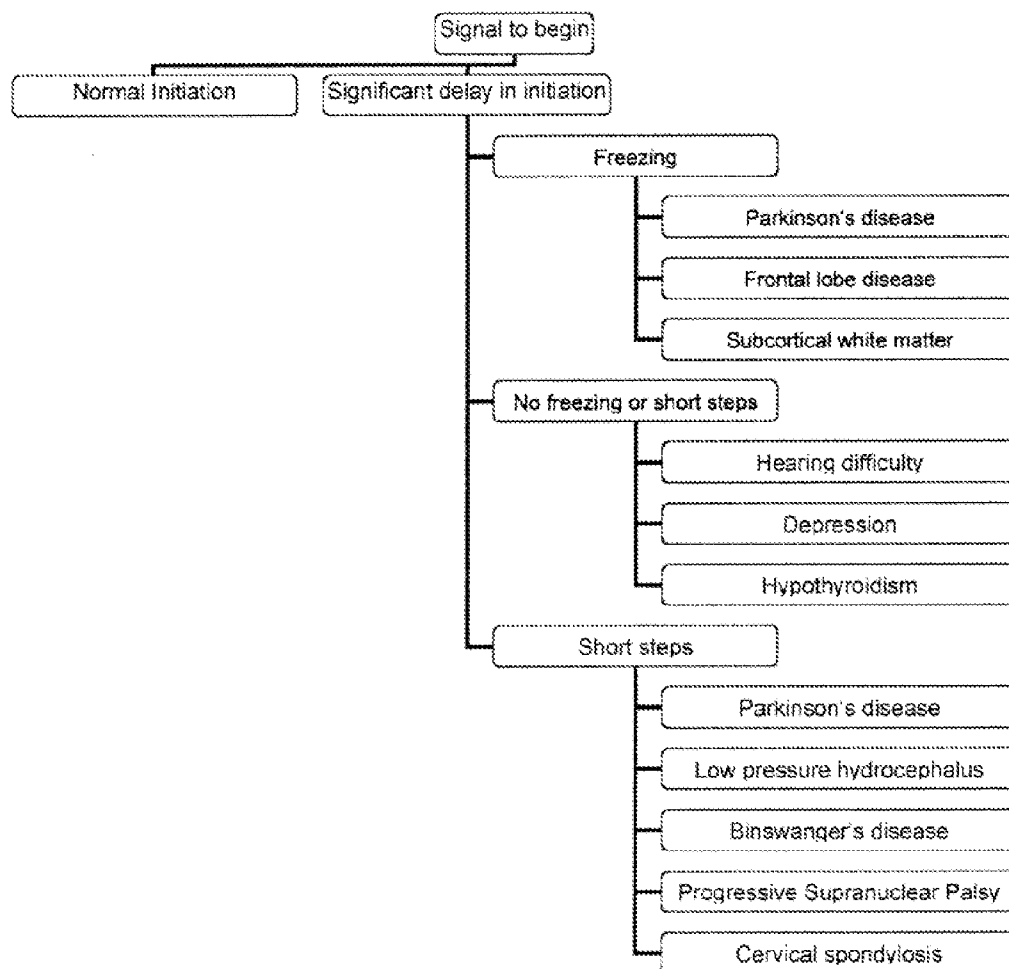 Signal to begin
Normal Initiation
Significant delay in initiation
Freezing
Parkinson's disease
Frontal lobe disease
Subcortical white matter
No freezing or short steps
Hearing difficulty
Depression
Hypothyroidism
Short steps
Parkinson's disease
Low pressure hydrocephalus
Binswanger's disease
Progressive Supranuclear Palsy
Cervical spondylosis